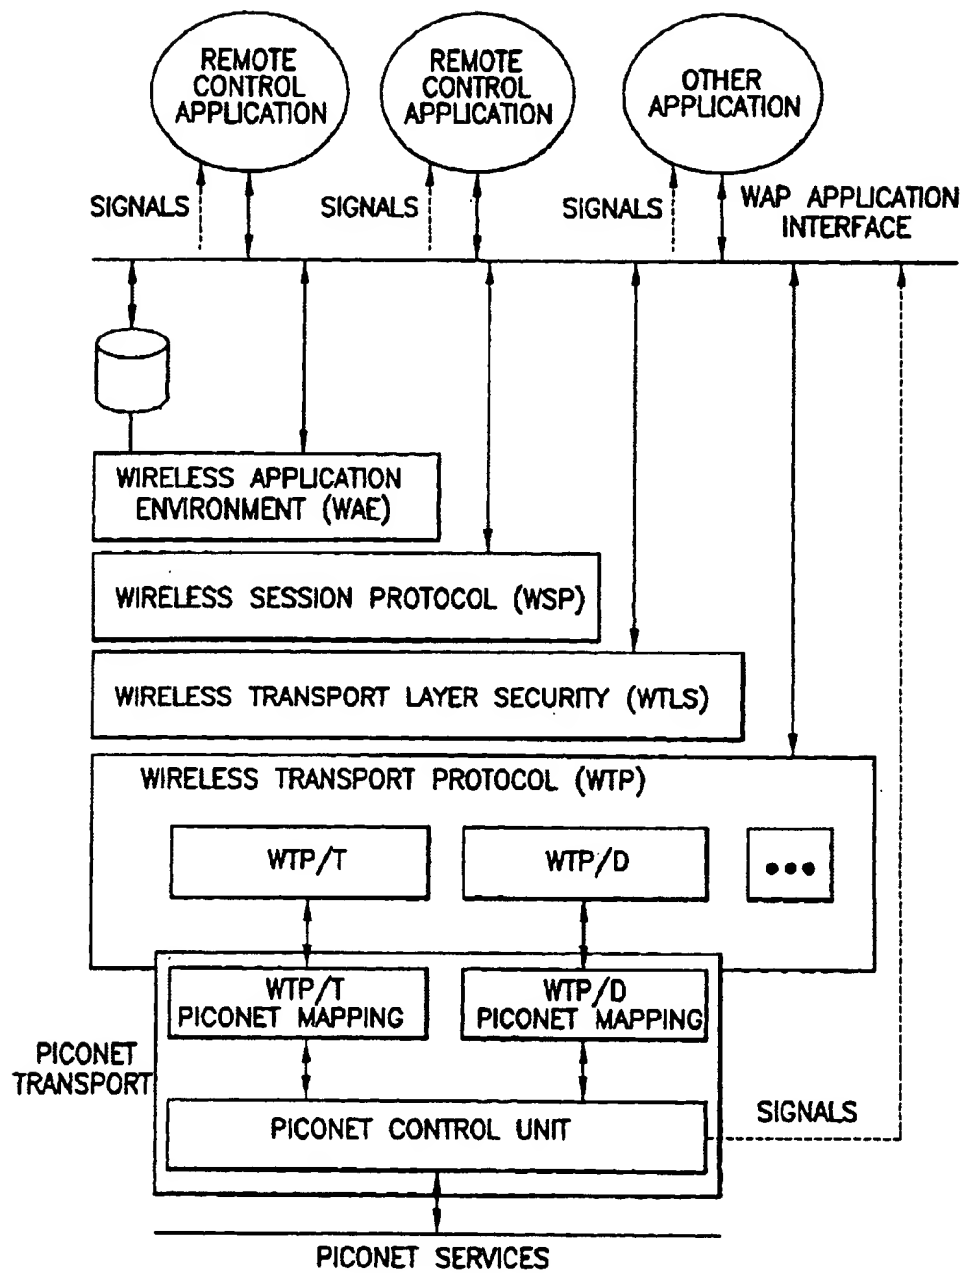 REMOTE
CONTROL
APPLICATION
REMOTE
CONTROL
APPLICATION
OTHER
APPLICATION
SIGNALS
SIGNALS
SIGNALS
WAP APPLICATION
INTERFACE
WIRELESS APPLICATION
ENVIRONMENT (WAE)
WIRELESS SESSION PROTOCOL (WSP)
WIRELESS TRANSPORT LAYER SECURITY (WTLS)
WIRELESS TRANSPORT PROTOCOL (WTP)
WTP/T
WTP/D
WTP/T
PICONET MAPPING
WTP/D
PICONET MAPPING
PICONET
TRANSPORT
PICONET CONTROL UNIT
SIGNALS
PICONET SERVICES